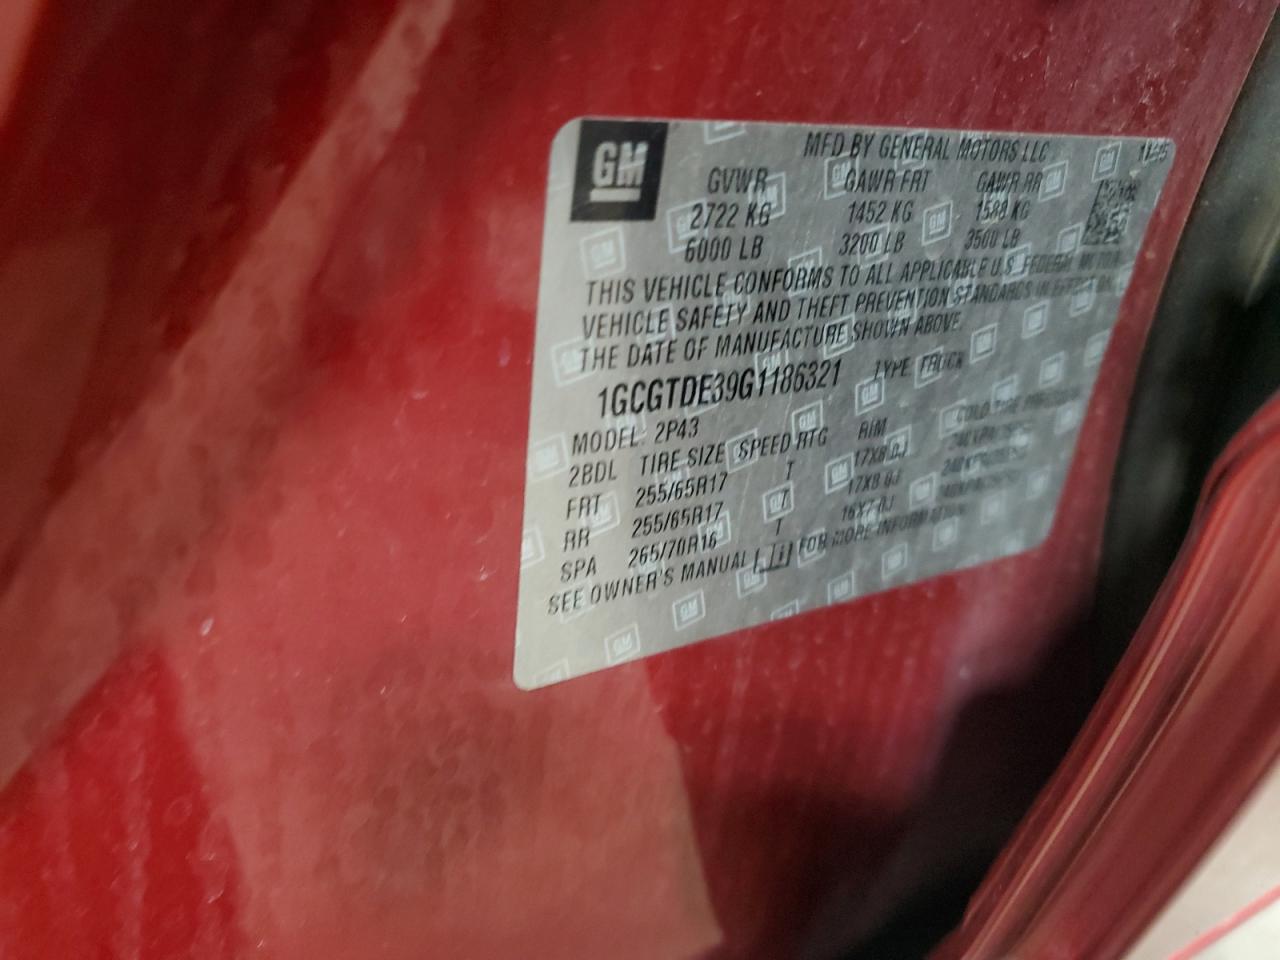 GM
MFD BY GENERAL MOTORS LLC
GVWR GAWR FRT GAWR RR
2722 KG 1452 KG 1588 KG
6000 LB 3200 LB 3500 LB
THIS VEHICLE CONFORMS TO ALL APPLICABLE U.S. FEDERAL MOTOR
VEHICLE SAFETY AND THEFT PREVENTION STANDARDS IN EFFECT ON
THE DATE OF MANUFACTURE SHOWN ABOVE.
1GCGTDE39G1186321 TYPE: TRUCK
MODEL: 2P43
2BDL TIRE SIZE SPEED RTG RIM COLD TIRE PRESSURE
FRT 255/65R17 T 17X8.0J
RR 255/65R17 T 17X8.0J
SPA 265/70R16 T 16X7.0J
SEE OWNER'S MANUAL FOR MORE INFORMATION